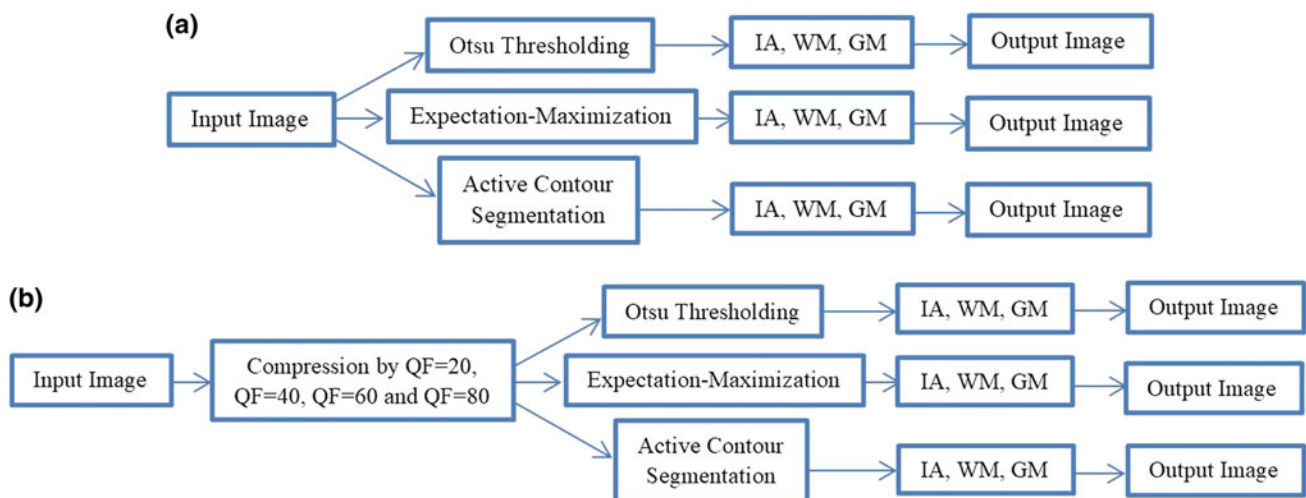 (a)
Otsu Thresholding
IA, WM, GM
Output Image
Input Image
Expectation-Maximization
IA, WM, GM
Output Image
Active Contour
Segmentation
IA, WM, GM
Output Image
(b)
Otsu Thresholding
IA, WM, GM
Output Image
Input Image
Compression by QF=20,
QF=40, QF=60 and QF=80
Expectation-Maximization
IA, WM, GM
Output Image
Active Contour
Segmentation
IA, WM, GM
Output Image